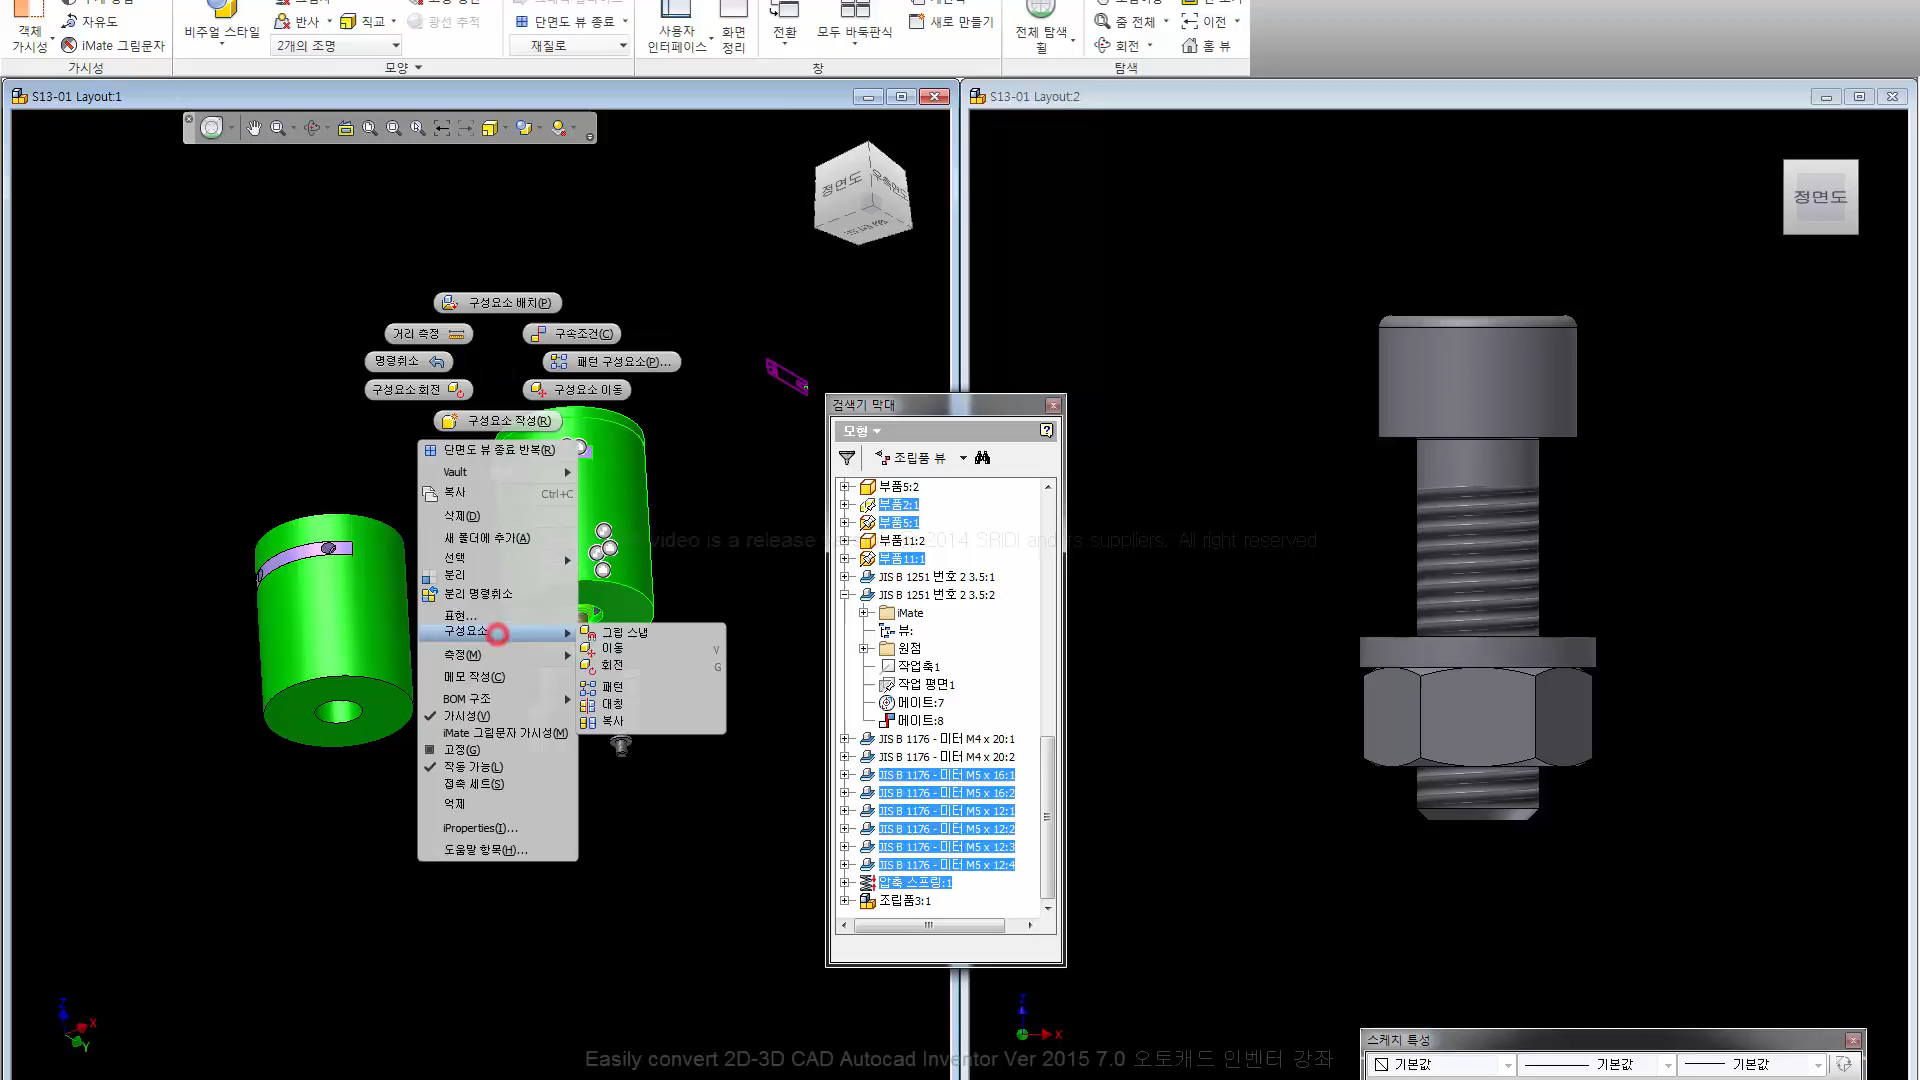 자유도
객체
가시성
iMate 그림문자
가시성
비주얼 스타일
반사
직교
광선 추적
2개의 조명
모양
단면도 뷰 종료
재질로
사용자
인터페이스
화면
정리
전환
모두 바둑판식
새로 만들기
창
전체 탐색
휠
줌 전체
회전
이전
홈 뷰
탐색
S13-01 Layout:1
S13-01 Layout:2
정면도
우측면도
정면도
구성요소 배치(P)
거리 측정
구속조건(C)
명령취소
패턴 구성요소(P)...
구성요소 회전
구성요소 이동
구성요소 작성(R)
단면도 뷰 종료 반복(R)
Vault
복사 Ctrl+C
삭제(D)
새 폴더에 추가(A)
선택
분리
분리 명령취소
표현...
구성요소
측정(M)
메모 작성(C)
BOM 구조
가시성(V)
iMate 그림문자 가시성(M)
고정(G)
작동 가능(L)
접촉 세트(S)
억제
iProperties(I)...
도움말 항목(H)...
그립 스냅
이동 V
회전 G
패턴
대칭
복사
검색기 막대
모형
조립품 뷰
부품5:2
부품2:1
부품5:1
부품11:2
부품11:1
JIS B 1251 번호 2 3.5:1
JIS B 1251 번호 2 3.5:2
iMate
뷰:
원점
작업축1
작업 평면1
메이트:7
메이트:8
JIS B 1176 - 미터 M4 x 20:1
JIS B 1176 - 미터 M4 x 20:2
JIS B 1176 - 미터 M5 x 16:1
JIS B 1176 - 미터 M5 x 16:2
JIS B 1176 - 미터 M5 x 12:1
JIS B 1176 - 미터 M5 x 12:2
JIS B 1176 - 미터 M5 x 12:3
JIS B 1176 - 미터 M5 x 12:4
압축 스프링:1
조립품3:1
video is a release 2014 SRIDI and its suppliers. All right reserved
Z
X
Y
Z
X
스케치 특성
기본값
기본값
기본값
Easily convert 2D-3D CAD Autocad Inventor Ver 2015 7.0 오토캐드 인벤터 강좌